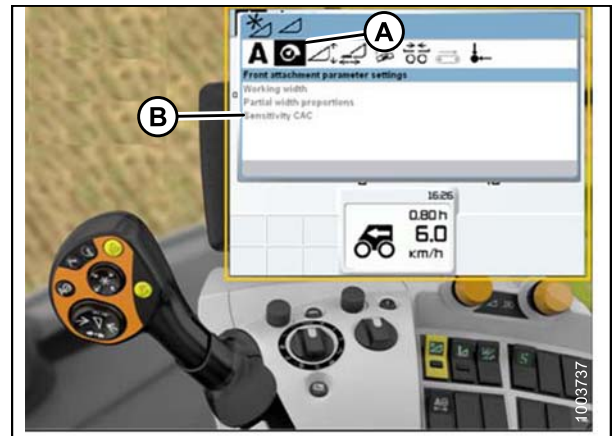 A
A
Front attachment parameter settings
Working width
Partial width proportions
B
Sensitivity CAC
16:26
0.80 h
6.0
km/h
1003737